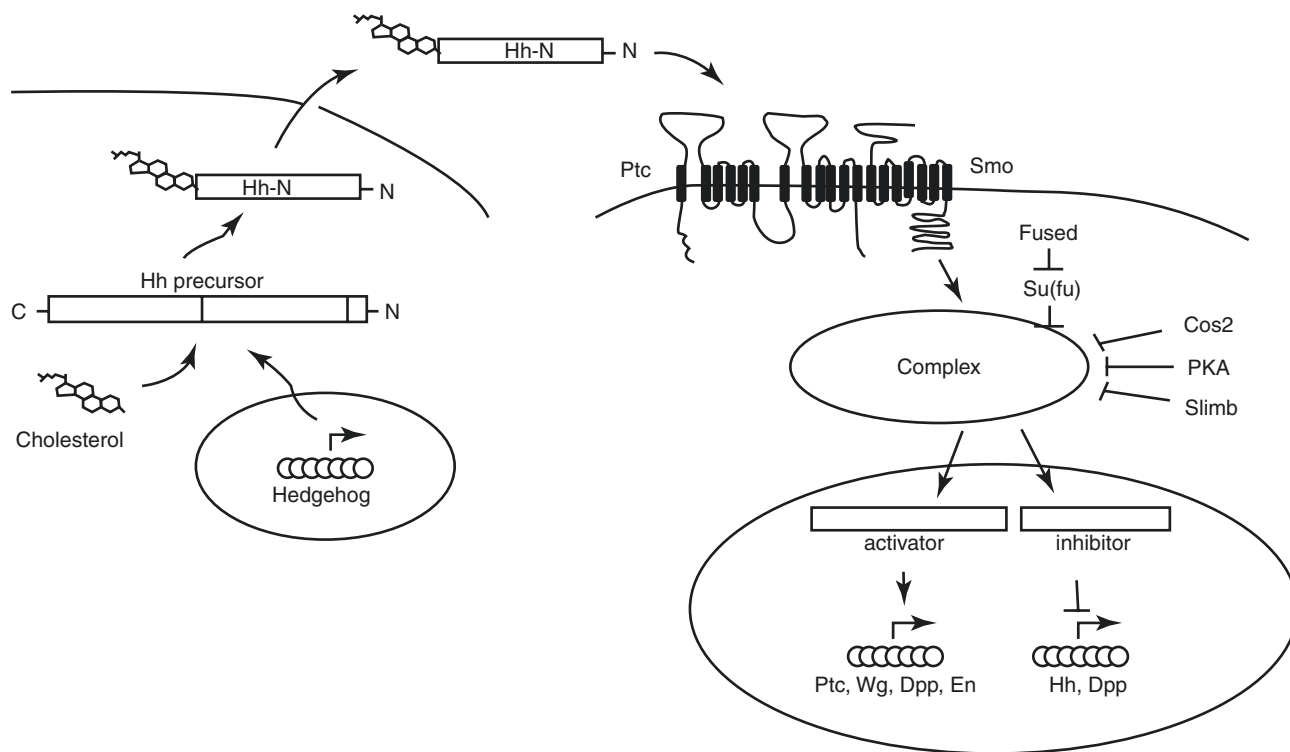 Hh-N
N
Hh-N
N
Ptc
Smo
Hh precursor
C
N
Fused
Su(fu)
Cos2
PKA
Slimb
Complex
Cholesterol
Hedgehog
activator
inhibitor
Ptc, Wg, Dpp, En
Hh, Dpp